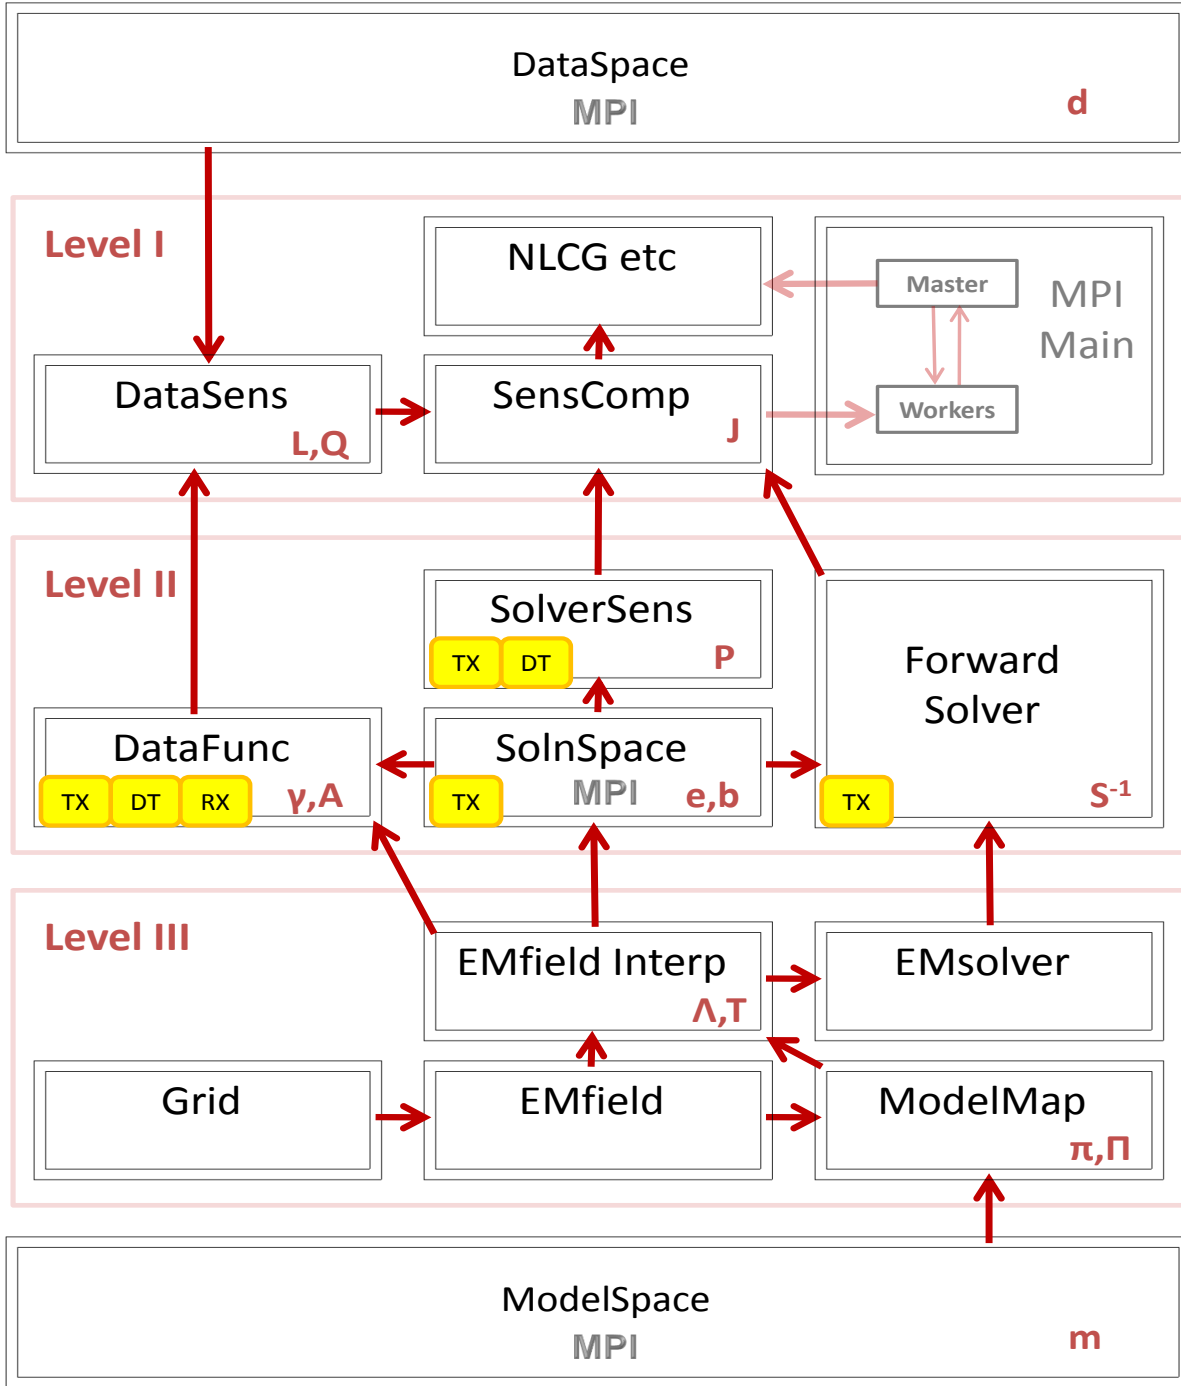 DataSpace
MPI
d
Level I
NLCG etc
Master
MPI
Main
Workers
DataSens
L,Q
SensComp
J
Level II
SolverSens
TX
DT
P
Forward
Solver
TX
S⁻¹
DataFunc
TX
DT
RX
γ,A
SolnSpace
MPI
TX
e,b
Level III
EMfield Interp
Λ,T
EMsolver
Grid
EMfield
ModelMap
π,Π
ModelSpace
MPI
m